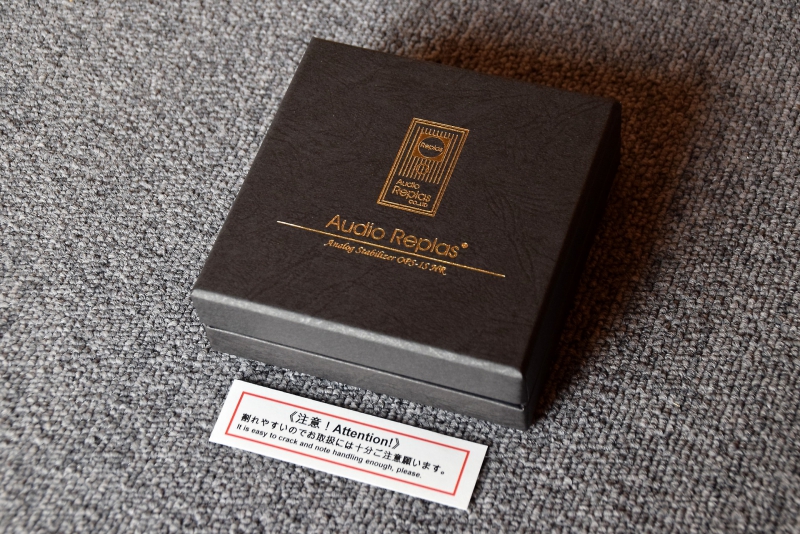 Replas
Audio
Replas
CO.,LTD
Audio Replas®
Analog Stabilizer OPS-1S HR
《注意！Attention!》
割れやすいのでお取扱には十分ご注意願います。
It is easy to crack and note handling enough, please.